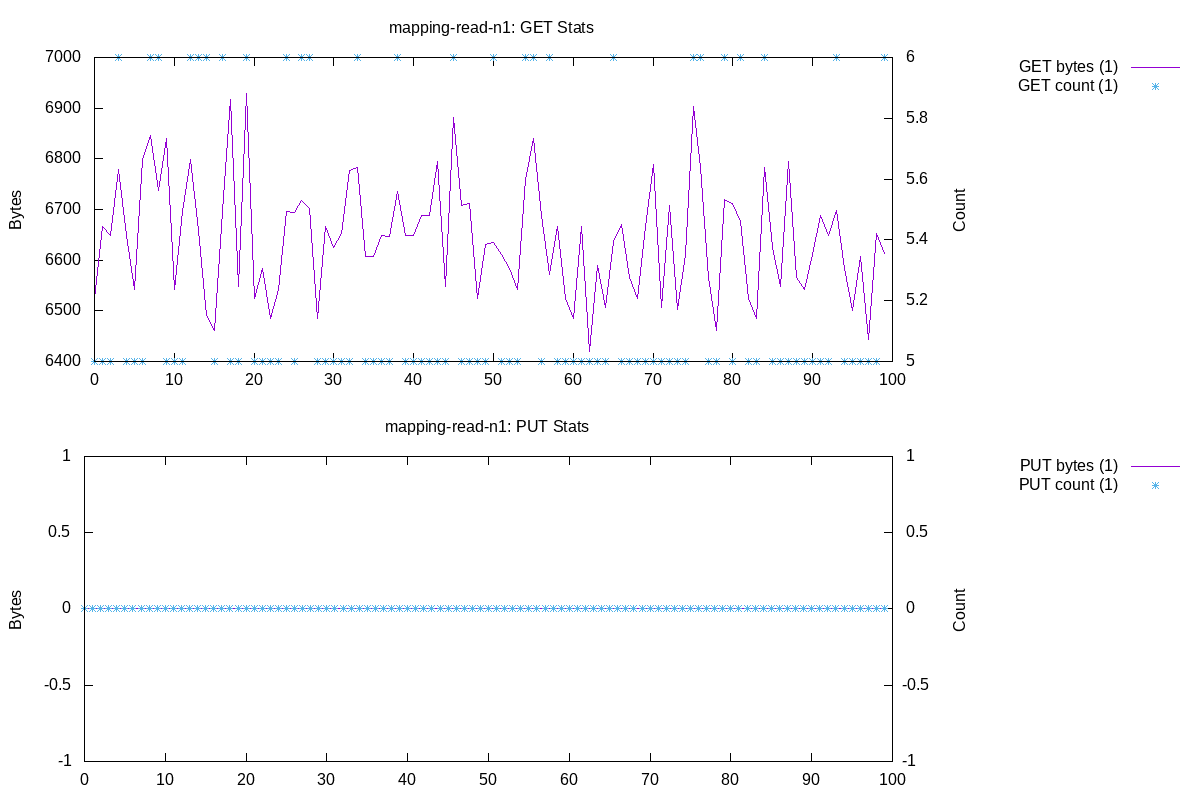 mapping-read-n1: GET Stats
7000
6900
6800
6700
6600
6500
6400
Bytes
6
5.8
5.6
5.4
5.2
5
Count
0 10 20 30 40 50 60 70 80 90 100
GET bytes (1)
GET count (1)
mapping-read-n1: PUT Stats
1
0.5
0
-0.5
-1
Bytes
1
0.5
0
-0.5
-1
Count
0 10 20 30 40 50 60 70 80 90 100
PUT bytes (1)
PUT count (1)